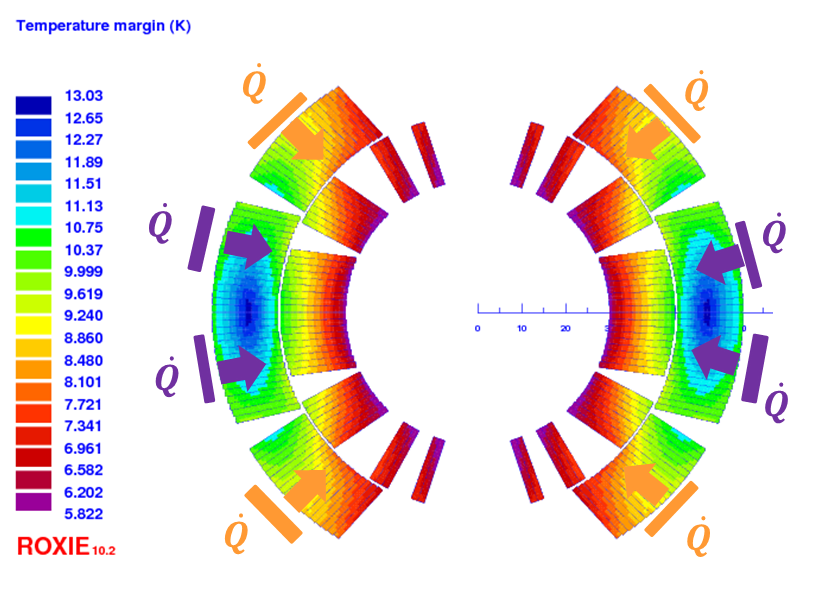 Temperature margin (K)
13.03
12.65
12.27
11.89
11.51
11.13
10.75
10.37
9.999
9.619
9.240
8.860
8.480
8.101
7.721
7.341
6.961
6.582
6.202
5.822
ROXIE 10.2
Q̇
Q̇
Q̇
Q̇
Q̇
Q̇
Q̇
Q̇
0 10 20